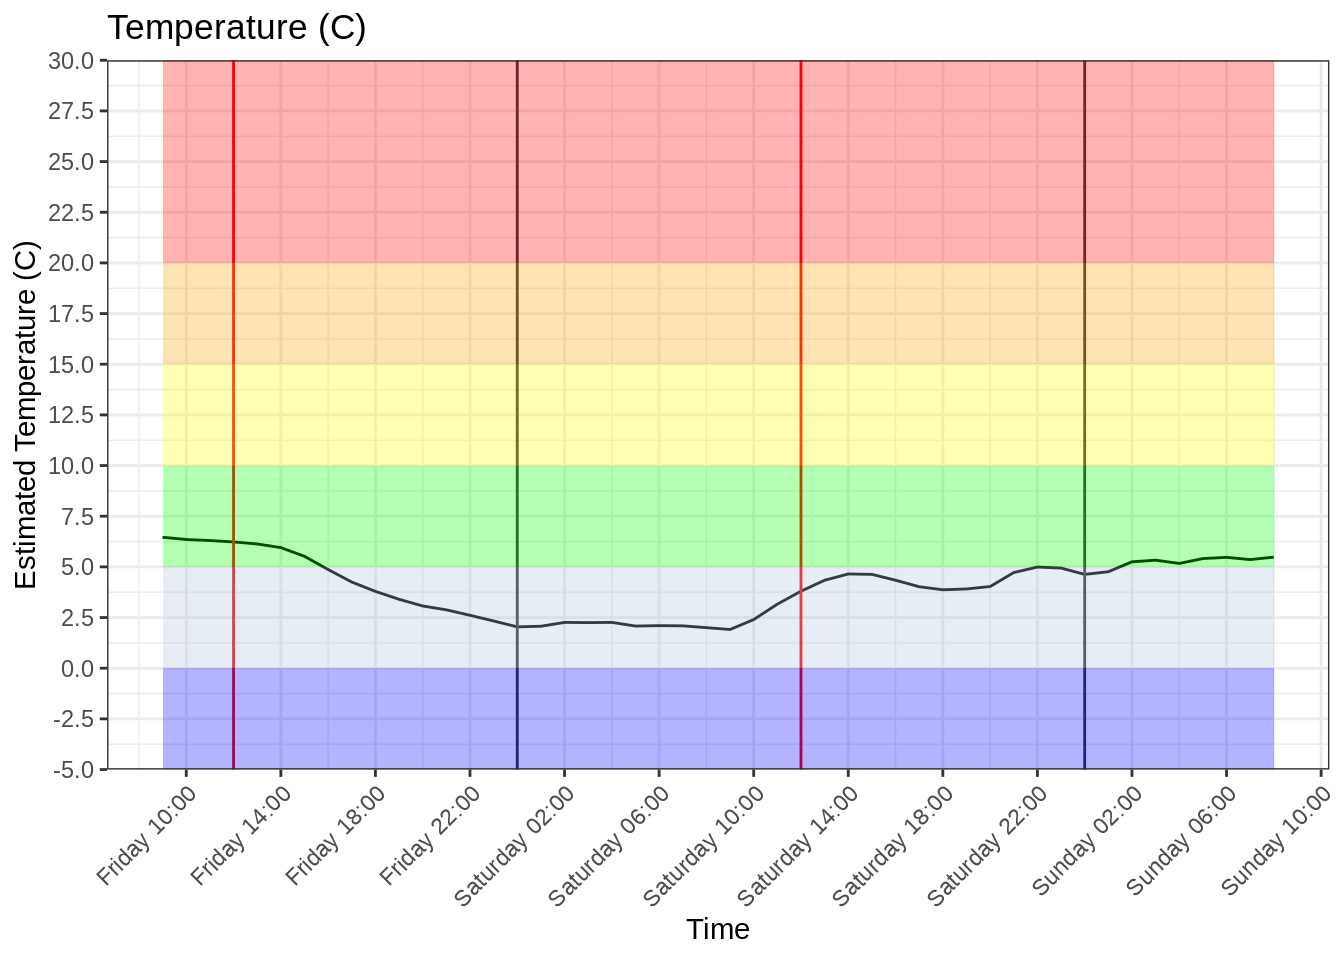 Temperature (C)
Estimated Temperature (C)
30.0
27.5
25.0
22.5
20.0
17.5
15.0
12.5
10.0
7.5
5.0
2.5
0.0
-2.5
-5.0
Friday 10:00
Friday 14:00
Friday 18:00
Friday 22:00
Saturday 02:00
Saturday 06:00
Saturday 10:00
Saturday 14:00
Saturday 18:00
Saturday 22:00
Sunday 02:00
Sunday 06:00
Sunday 10:00
Time